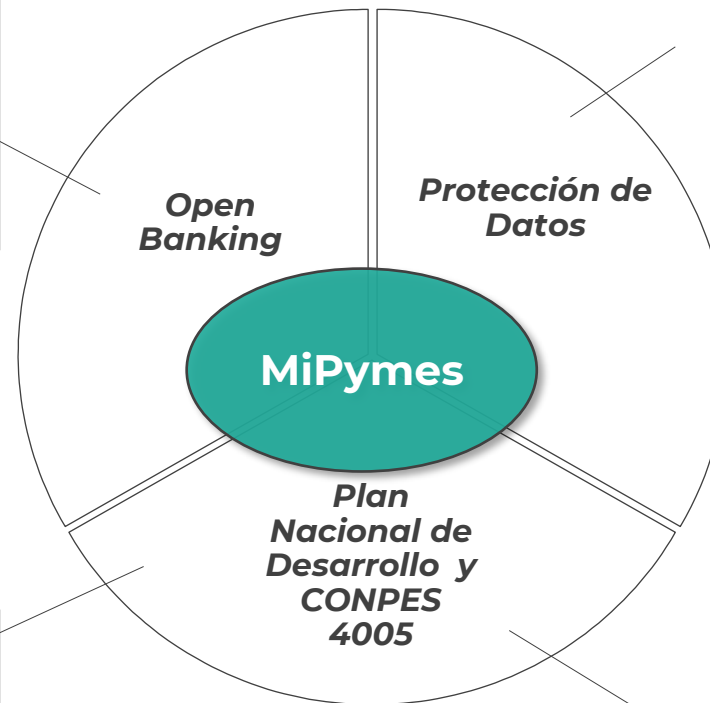 Open
Banking
Protección de
Datos
MiPymes
Plan
Nacional de
Desarrollo y
CONPES
4005